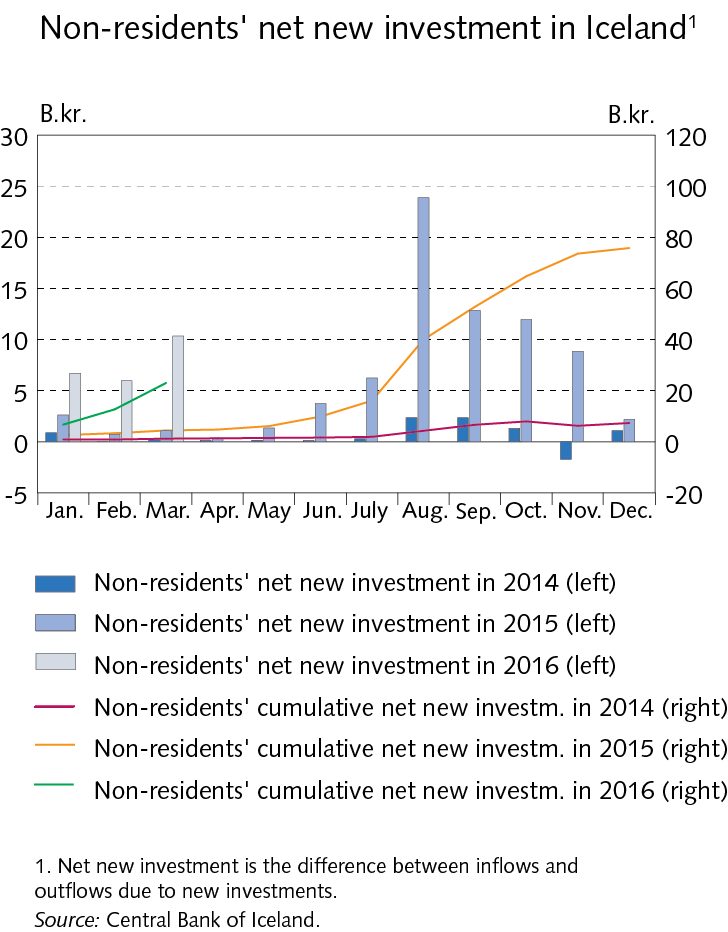 Non-residents' net new investment in Iceland¹
B.kr. B.kr.
30 120
25 100
20 80
15 60
10 40
5 20
0 0
-5 -20
Jan. Feb. Mar. Apr. May Jun. July Aug. Sep. Oct. Nov. Dec.
Non-residents' net new investment in 2014 (left)
Non-residents' net new investment in 2015 (left)
Non-residents' net new investment in 2016 (left)
Non-residents' cumulative net new investm. in 2014 (right)
Non-residents' cumulative net new investm. in 2015 (right)
Non-residents' cumulative net new investm. in 2016 (right)
1. Net new investment is the difference between inflows and
outflows due to new investments.
Source: Central Bank of Iceland.